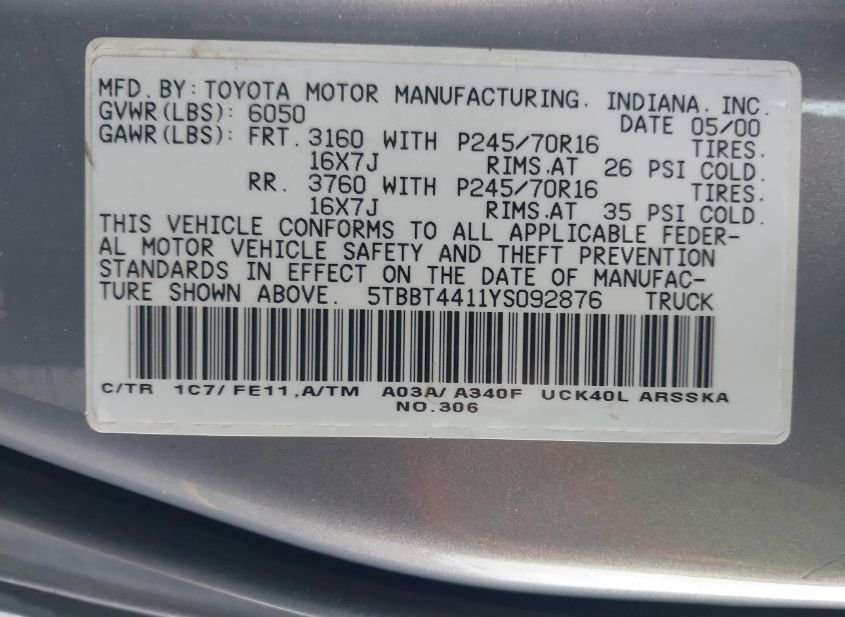 MFD. BY: TOYOTA MOTOR MANUFACTURING, INDIANA, INC.
GVWR(LBS): 6050 DATE 05/00
GAWR(LBS): FRT. 3160 WITH P245/70R16 TIRES.
16X7J RIMS.AT 26 PSI COLD.
RR. 3760 WITH P245/70R16 TIRES.
16X7J RIMS.AT 35 PSI COLD.
THIS VEHICLE CONFORMS TO ALL APPLICABLE FEDER-
AL MOTOR VEHICLE SAFETY AND THEFT PREVENTION
STANDARDS IN EFFECT ON THE DATE OF MANUFAC-
TURE SHOWN ABOVE. 5TBBT4411YS092876 TRUCK
C/TR 1C7/ FE11 ,A/TM A03A/ A340F UCK40L ARSSKA
NO.306